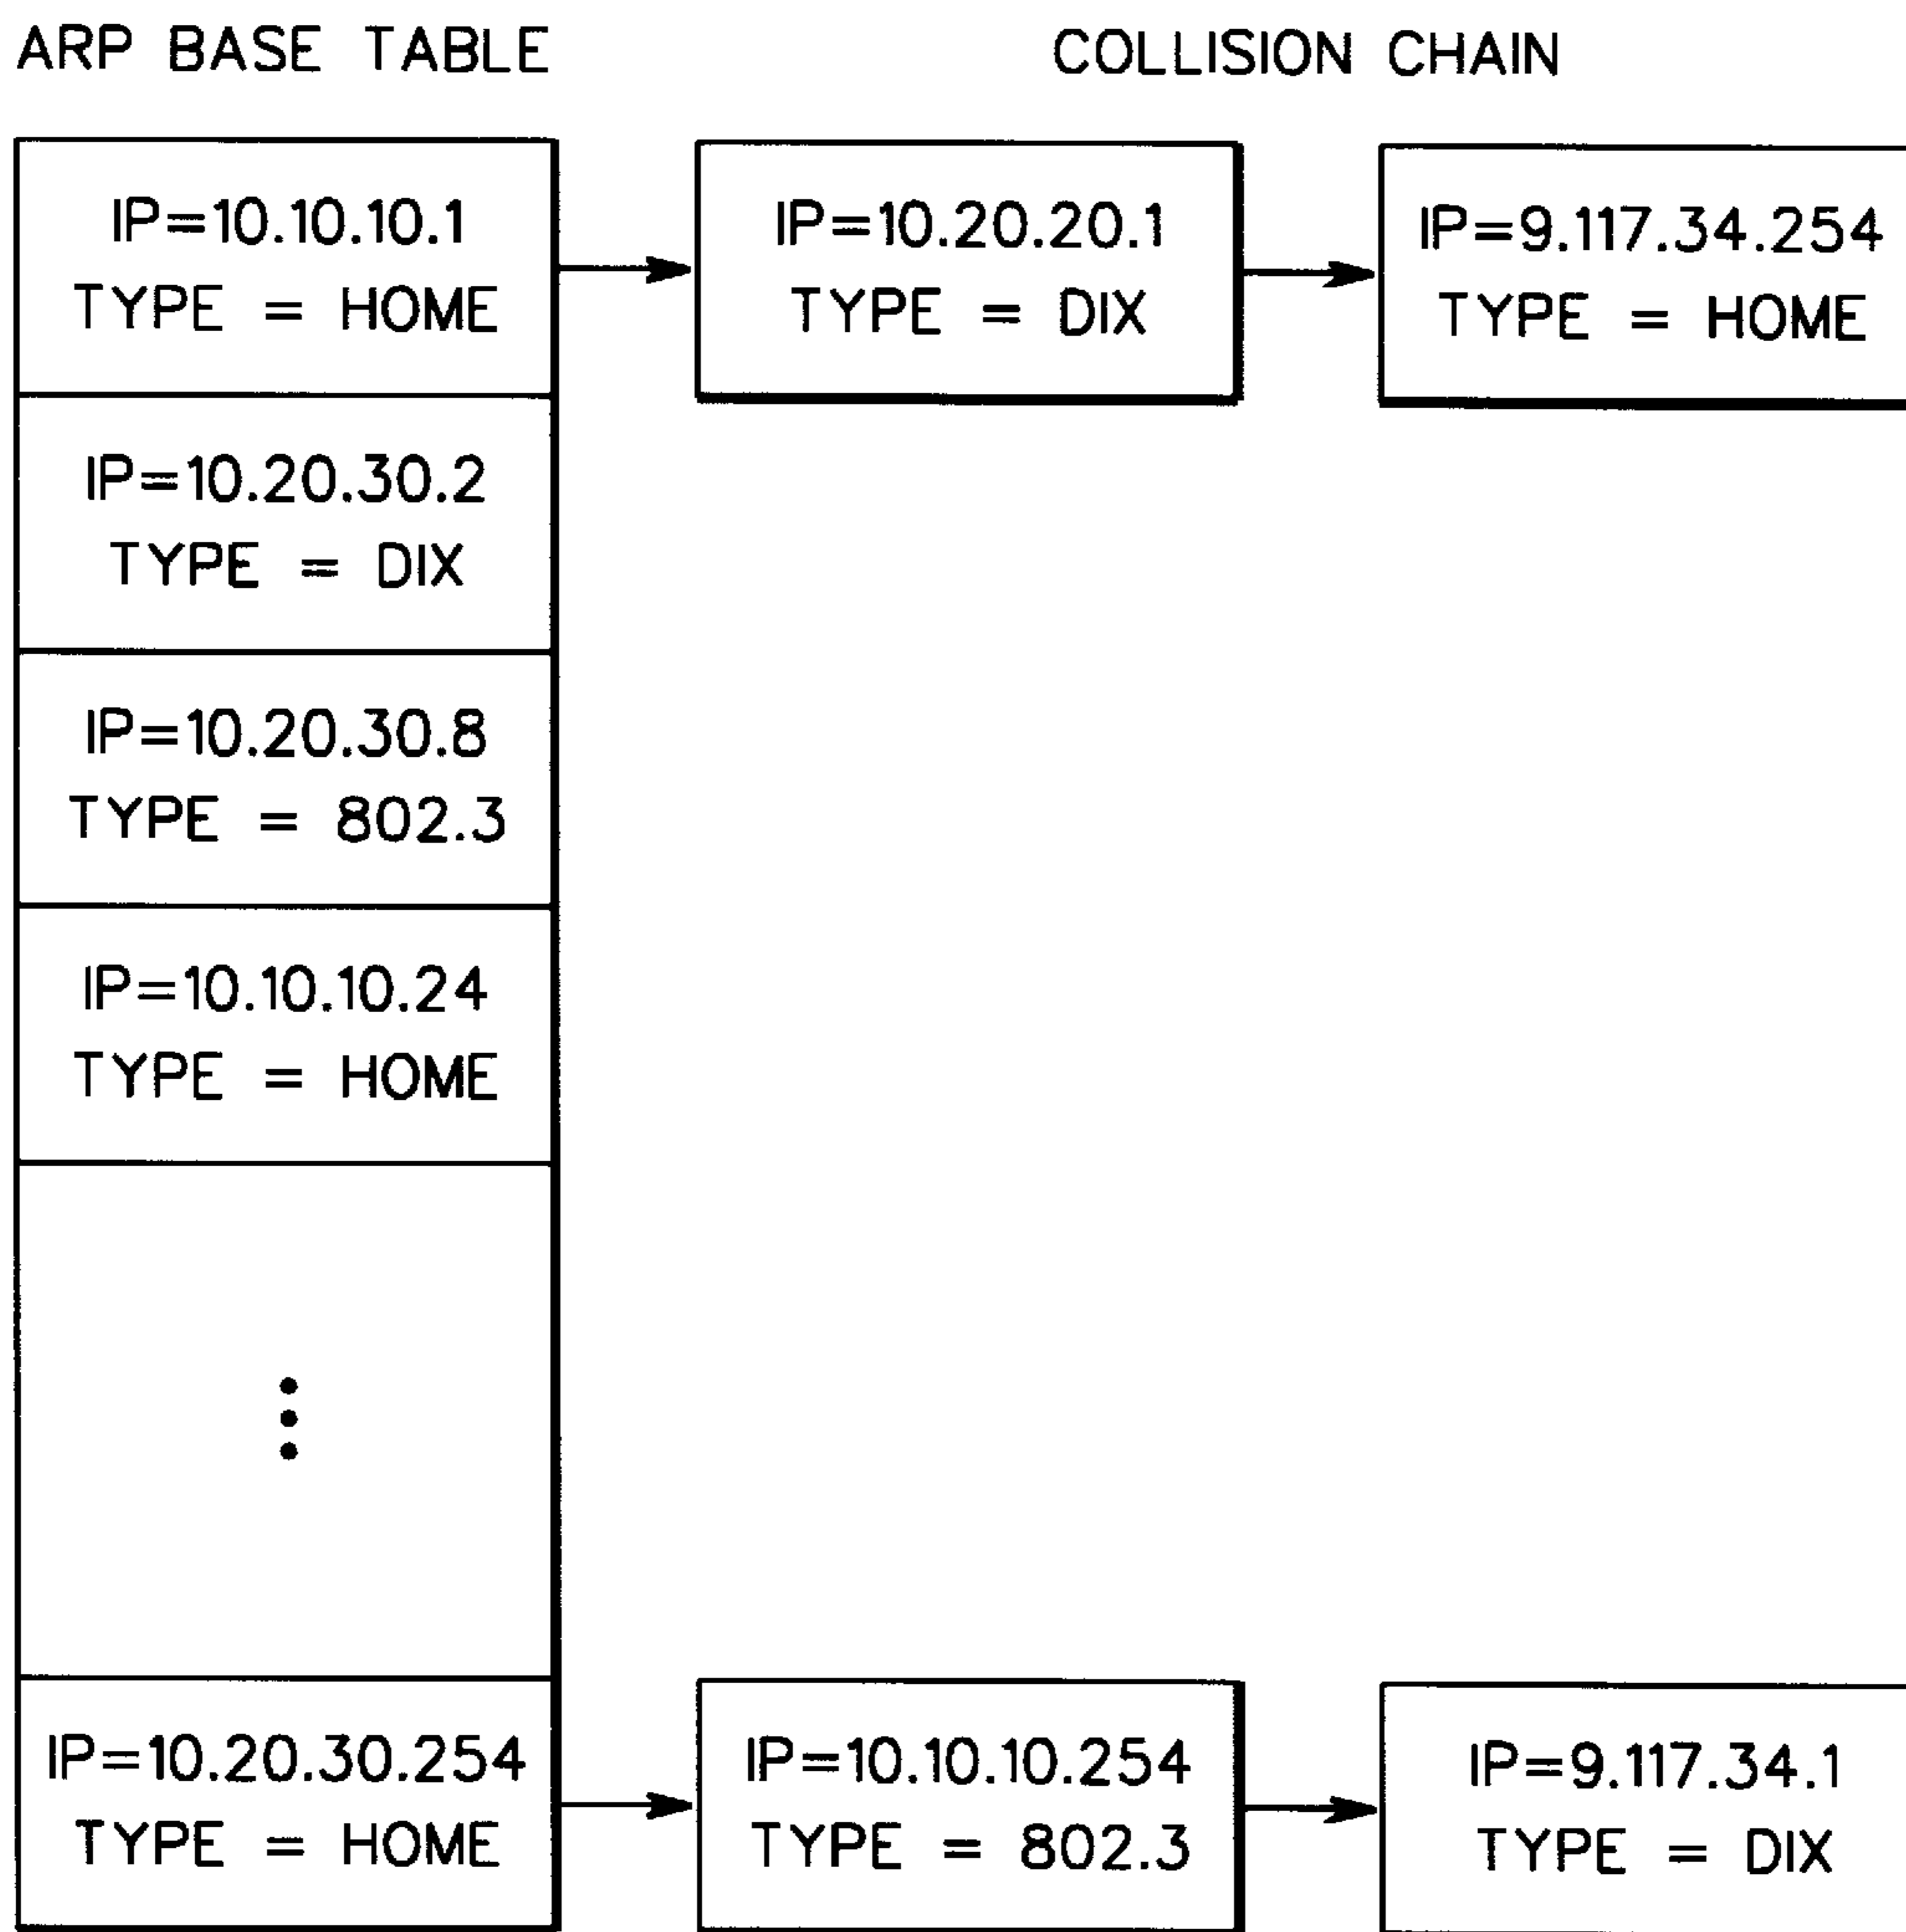 ARP BASE TABLE
COLLISION CHAIN
IP=10.10.10.1
TYPE = HOME
IP=10.20.20.1
TYPE = DIX
IP=9.117.34.254
TYPE = HOME
IP=10.20.30.2
TYPE = DIX
IP=10.20.30.8
TYPE = 802.3
IP=10.10.10.24
TYPE = HOME
IP=10.20.30.254
TYPE = HOME
IP=10.10.10.254
TYPE = 802.3
IP=9.117.34.1
TYPE = DIX